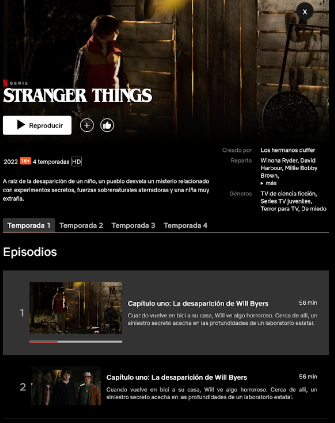 X
N SERIE
STRANGER THINGS
Reproducir
2022 18+ 4 temporadas HD
A raíz de la desaparición de un niño, un pueblo desvela un misterio relacionado
con experimentos secretos, fuerzas sobrenaturales aterradoras y una niña muy
extraña.
Creado por Los hermanos duffer
Reparto Winona Ryder, David
Harbour, Millie Bobby
Brown,
▸ más
Géneros TV de ciencia ficción,
Series TV juveniles,
Terror para TV, De miedo
Temporada 1 Temporada 2 Temporada 3 Temporada 4
Episodios
1
Capítulo uno: La desaparición de Will Byers 56 min
Cuando vuelve en bici a su casa, Will ve algo horroroso. Cerca de allí, un
siniestro secreto acecha en las profundidades de un laboratorio estatal.
2
Capítulo uno: La desaparición de Will Byers 56 min
Cuando vuelve en bici a su casa, Will ve algo horroroso. Cerca de allí, un
siniestro secreto acecha en las profundidades de un laboratorio estatal.